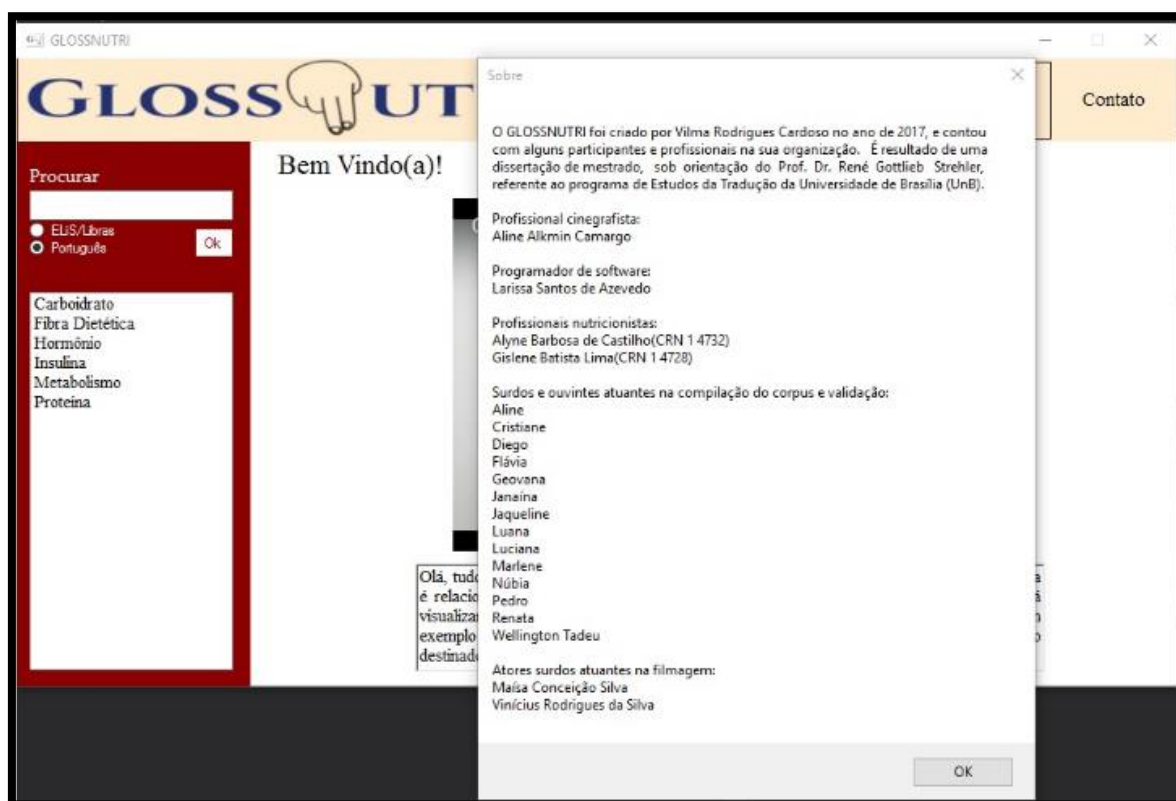 GLOSSNUTRI
GLOSS UT
Contato
Procurar
ELiS/Libras
Português
Ok
Carboidrato
Fibra Dietética
Hormônio
Insulina
Metabolismo
Proteína
Bem Vindo(a)!
Olá,
é
exemplo
Sobre
O GLOSSNUTRI foi criado por Vilma Rodrigues Cardoso no ano de 2017, e contou
com alguns participantes e profissionais na sua organização. É resultado de uma
dissertação de mestrado, sob orientação do Prof. Dr. René Gottlieb Strehler,
referente ao programa de Estudos da Tradução da Universidade de Brasília (UnB).
Profissional cinegrafista:
Aline Alkmin Camargo
Programador de software:
Larissa Santos de Azevedo
Profissionais nutricionistas:
Alyne Barbosa de Castilho(CRN 1 4732)
Gislene Batista Lima(CRN 1 4728)
Surdos e ouvintes atuantes na compilação do corpus e validação:
Aline
Cristiane
Diego
Flávia
Geovana
Janaína
Jaqueline
Luana
Luciana
Marlene
Núbia
Pedro
Renata
Wellington Tadeu
Atores surdos atuantes na filmagem:
Maísa Conceição Silva
Vinícius Rodrigues da Silva
OK